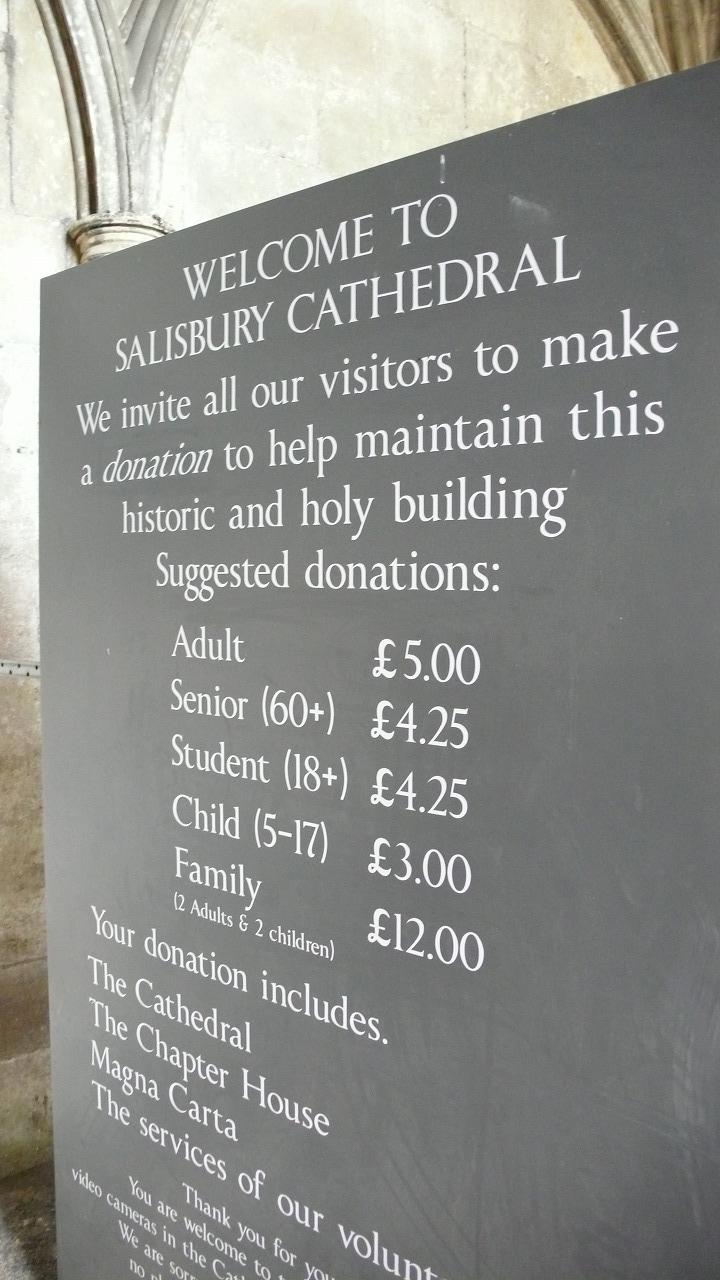 WELCOME TO
SALISBURY CATHEDRAL
We invite all our visitors to make
a donation to help maintain this
historic and holy building
Suggested donations:
Adult £5.00
Senior (60+) £4.25
Student (18+) £4.25
Child (5-17) £3.00
Family £12.00
(2 Adults & 2 children)
Your donation includes.
The Cathedral
The Chapter House
Magna Carta
The services of our
Thank you for
You are welcome to
video cameras in the
We are
no